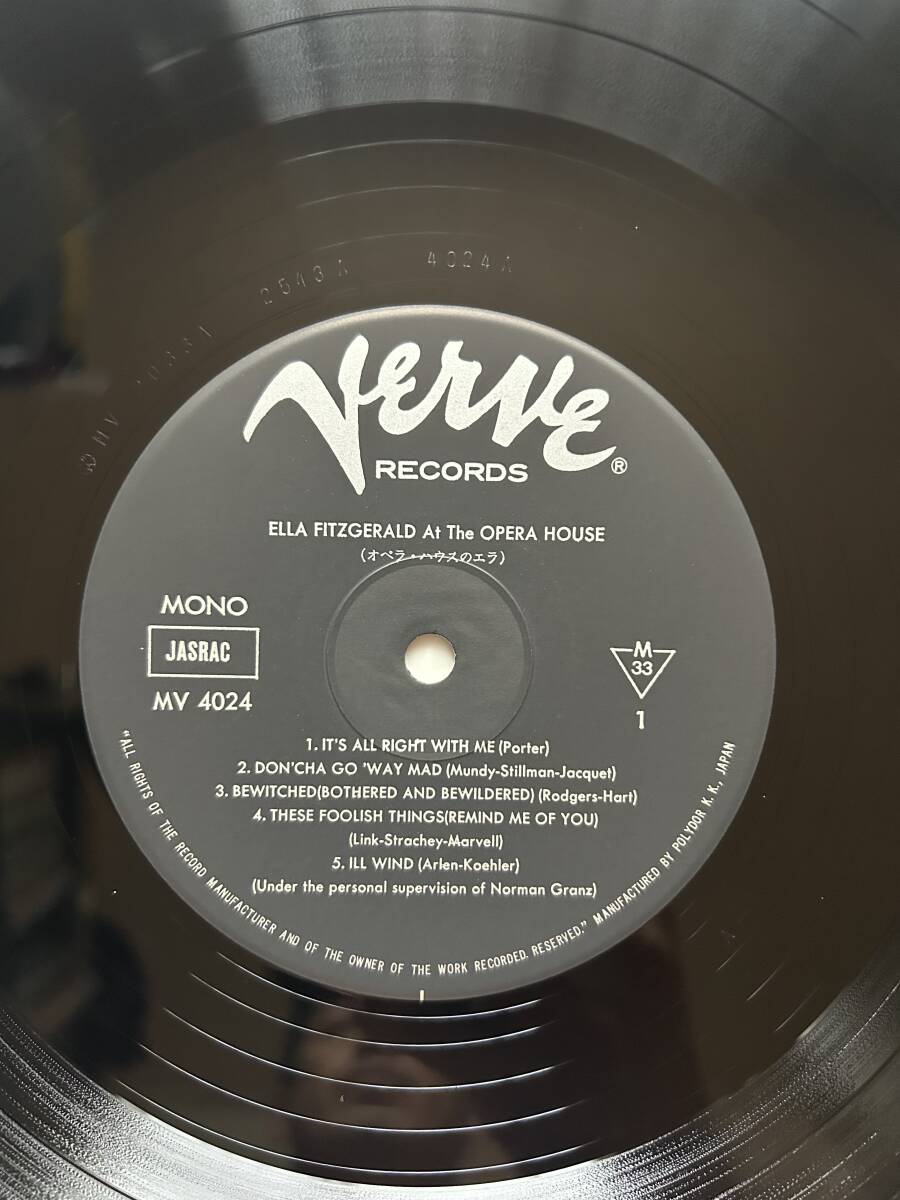 2543A 4024A
VERVE
RECORDS ®
ELLA FITZGERALD At The OPERA HOUSE
(オペラ・ハウスのエラ)
MONO
JASRAC
MV 4024
M
33
1
1. IT'S ALL RIGHT WITH ME (Porter)
2. DON'CHA GO 'WAY MAD (Mundy-Stillman-Jacquet)
3. BEWITCHED(BOTHERED AND BEWILDERED) (Rodgers-Hart)
4. THESE FOOLISH THINGS(REMIND ME OF YOU)
(Link-Strachey-Marvell)
5. ILL WIND (Arlen-Koehler)
(Under the personal supervision of Norman Granz)
"ALL RIGHTS OF THE RECORD MANUFACTURER AND OF THE OWNER OF THE WORK RECORDED. RESERVED." MANUFACTURED BY POLYDOR K. K., JAPAN